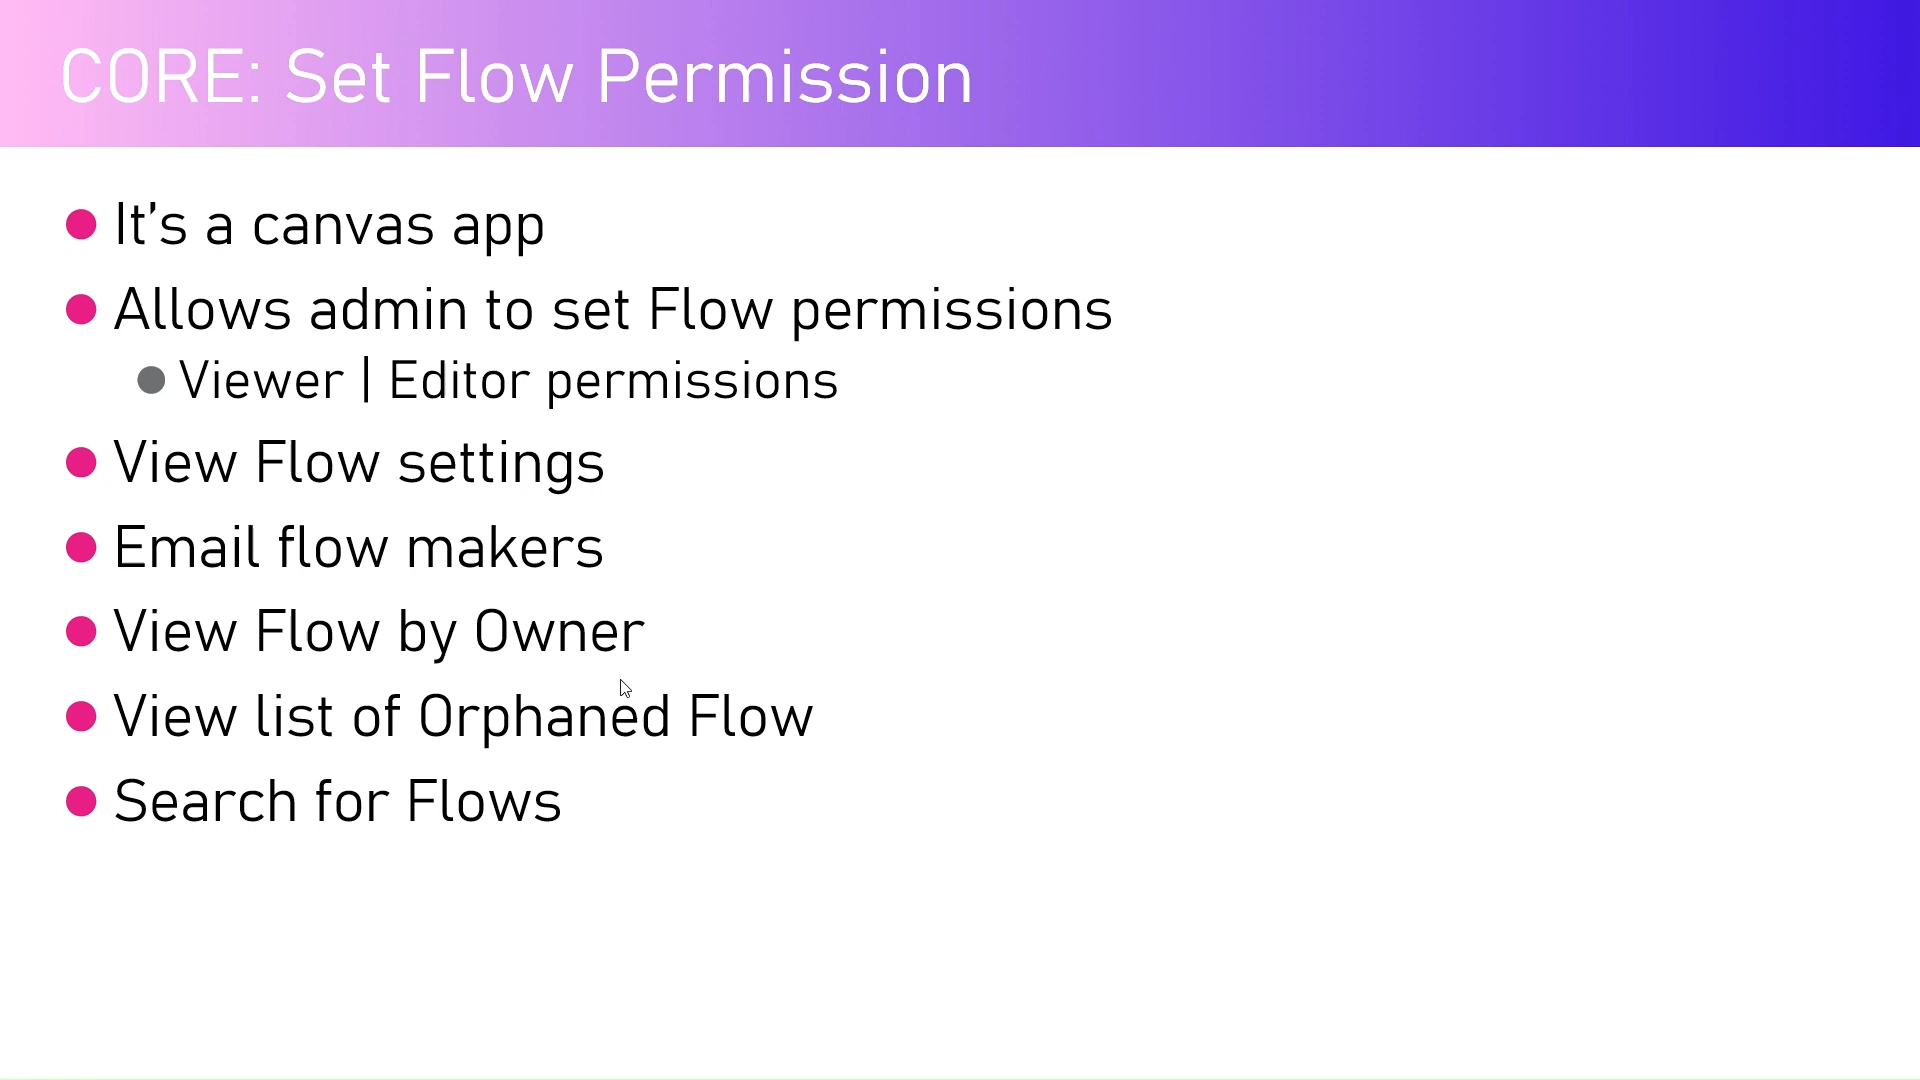 CORE: Set Flow Permission
It’s a canvas app
Allows admin to set Flow permissions
Viewer | Editor permissions
View Flow settings
Email flow makers
View Flow by Owner
View list of Orphaned Flow
Search for Flows